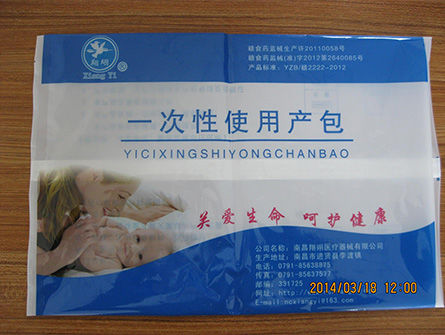 翔翊
Xiang Yi
赣食药监械生产许20110058号
赣食药监械(准)字2012第2640085号
产品标准: YZB/赣2222-2012
一次性使用产包
YICIXINGSHIYONGCHANBAO
关爱生命 呵护健康
公司名称: 南昌翔翊医疗器械有限公司
生产地址: 南昌市进贤县李渡镇
电话: 0791-85638875
传真: 0791-85637577
邮编: 331725
网址: http://
E-mail:ncxiangyi@163.com
2014/03/18 12:00